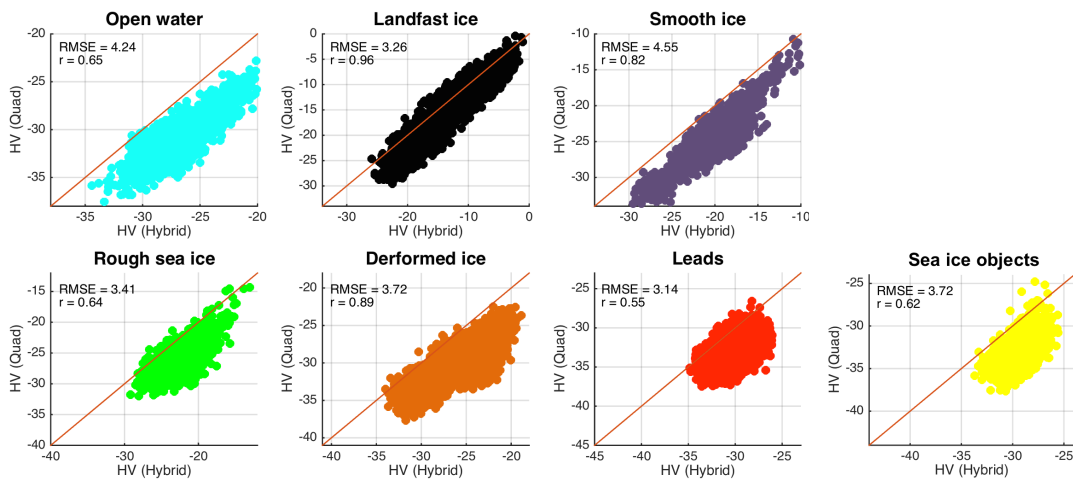 Open water
RMSE = 4.24
r = 0.65
-20
-25
-30
-35
HV (Quad)
-35
-30
-25
-20
HV (Hybrid)
Landfast ice
RMSE = 3.26
r = 0.96
0
-5
-10
-15
-20
-25
-30
HV (Quad)
-30
-20
-10
0
HV (Hybrid)
Smooth ice
RMSE = 4.55
r = 0.82
-10
-15
-20
-25
-30
HV (Quad)
-30
-25
-20
-15
-10
HV (Hybrid)
Rough sea ice
RMSE = 3.41
r = 0.64
-15
-20
-25
-30
-35
-40
HV (Quad)
-40
-30
-20
HV (Hybrid)
Derformed ice
RMSE = 3.72
r = 0.89
-20
-25
-30
-35
-40
HV (Quad)
-40
-35
-30
-25
-20
HV (Hybrid)
Leads
RMSE = 3.14
r = 0.55
-25
-30
-35
-40
-45
HV (Quad)
-45
-40
-35
-30
-25
HV (Hybrid)
Sea ice objects
RMSE = 3.72
r = 0.62
-25
-30
-35
-40
HV (Quad)
-40
-35
-30
-25
HV (Hybrid)